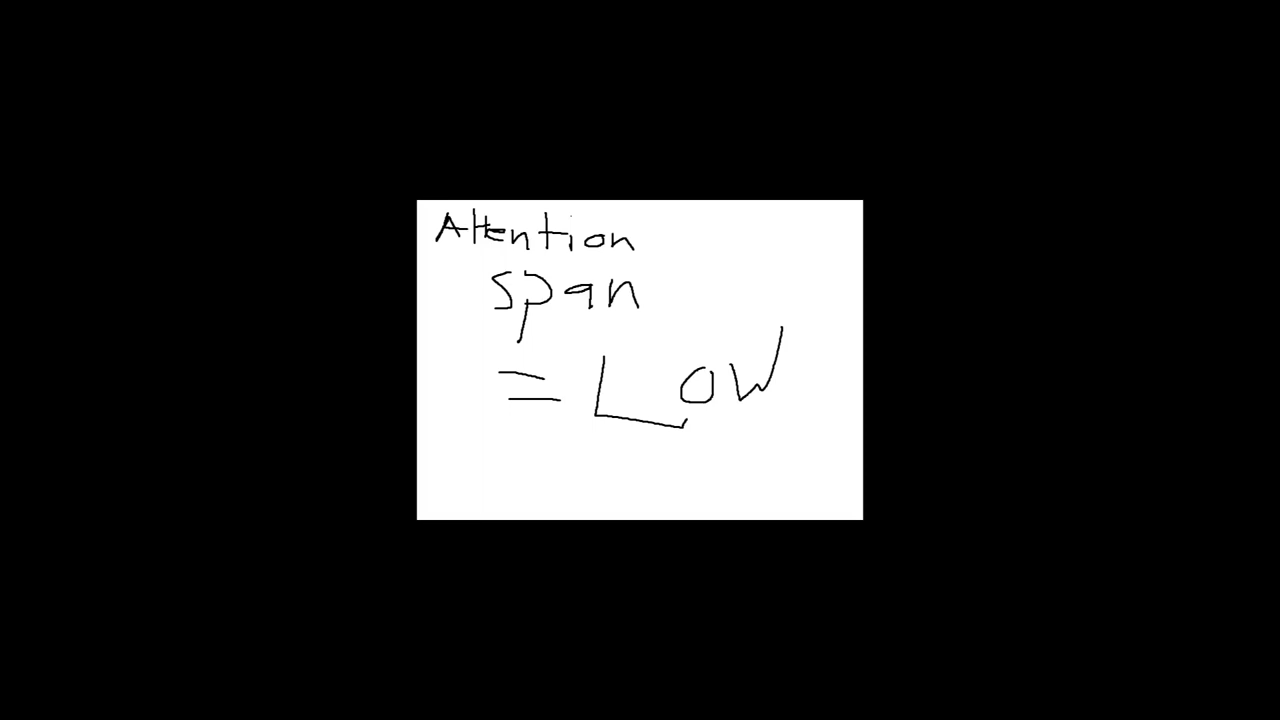 Attention
span
= Low